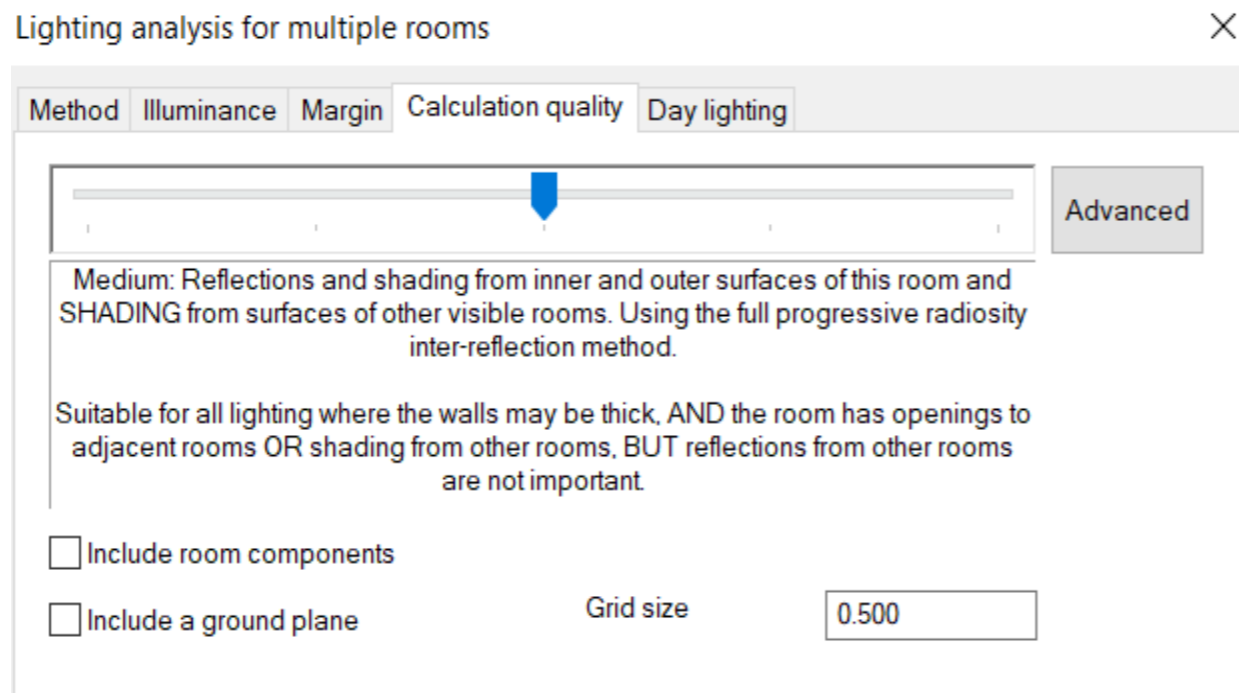 Lighting analysis for multiple rooms
Method Illuminance Margin Calculation quality Day lighting
Advanced
Medium: Reflections and shading from inner and outer surfaces of this room and
SHADING from surfaces of other visible rooms. Using the full progressive radiosity
inter-reflection method.
Suitable for all lighting where the walls may be thick, AND the room has openings to
adjacent rooms OR shading from other rooms, BUT reflections from other rooms
are not important.
Include room components
Include a ground plane
Grid size 0.500